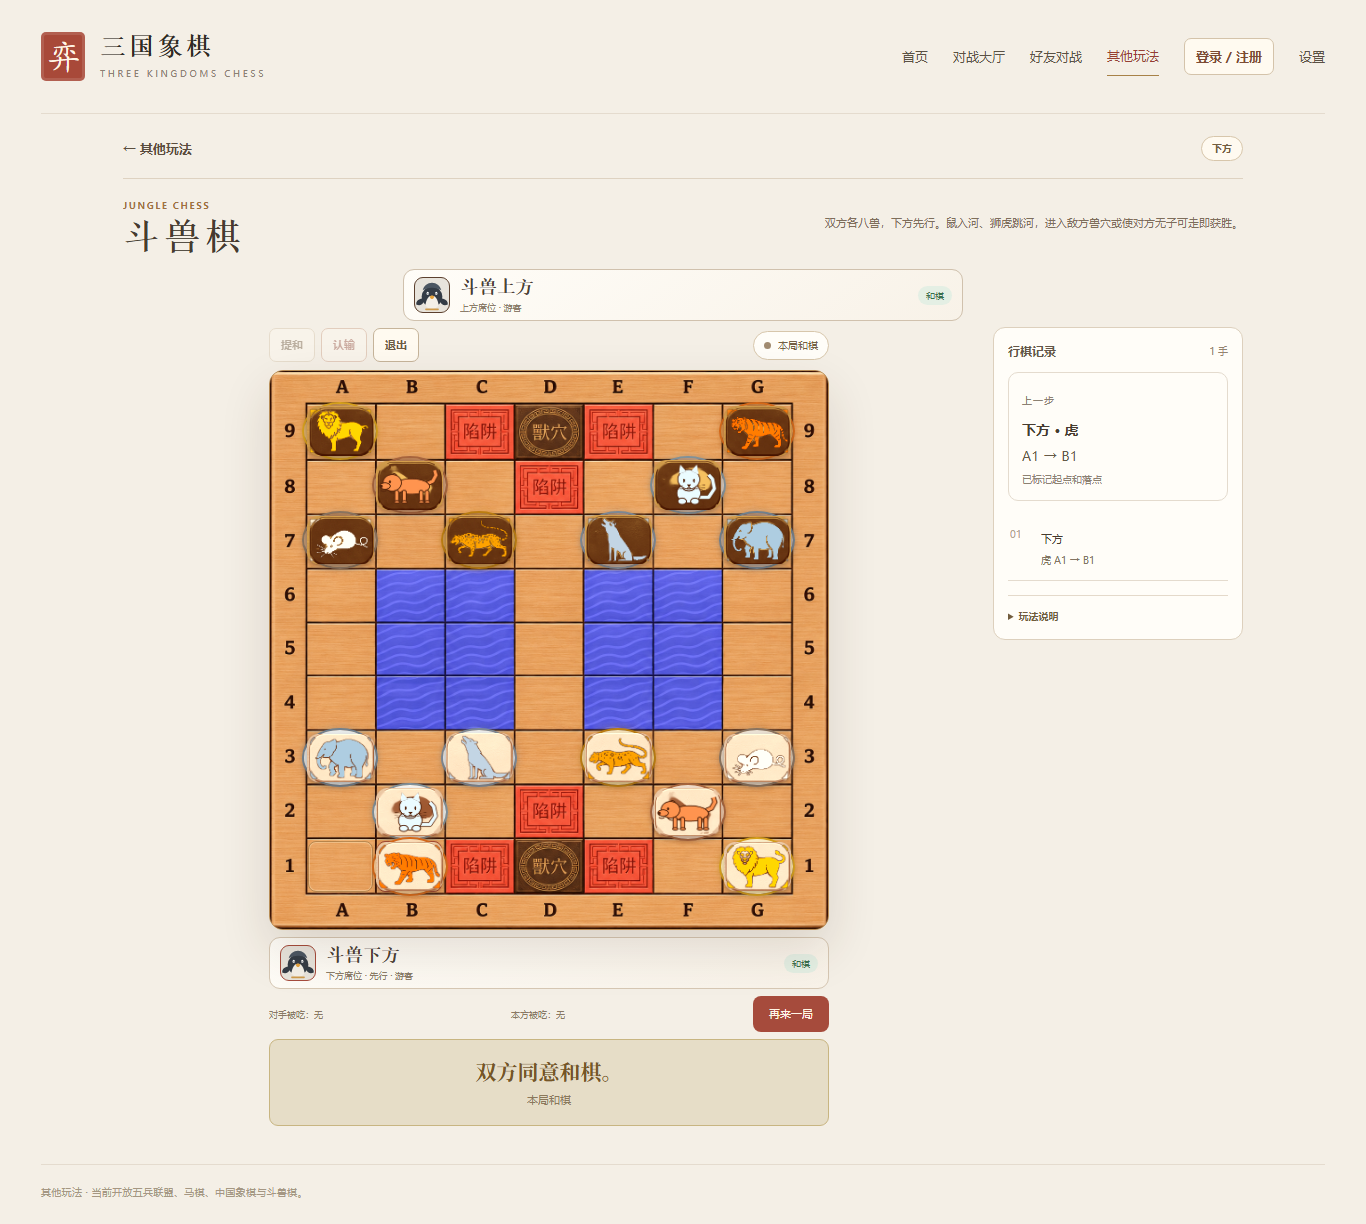 弈
三国象棋
THREE KINGDOMS CHESS
首页
对战大厅
好友对战
其他玩法
登录 / 注册
设置
← 其他玩法
下方
JUNGLE CHESS
斗兽棋
双方各八兽，下方先行。鼠入河、狮虎跳河，进入敌方兽穴或使对方无子可走即获胜。
斗兽上方
上方席位 · 游客
和棋
提和
认输
退出
本局和棋
A B C D E F G
9 陷阱 獸穴 陷阱 9
8 陷阱 8
7 7
6 6
5 5
4 4
3 3
2 陷阱 2
1 陷阱 獸穴 陷阱 1
A B C D E F G
斗兽下方
下方席位 · 先行 · 游客
和棋
对手被吃：无
本方被吃：无
再来一局
双方同意和棋。
本局和棋
行棋记录
1 手
上一步
下方 • 虎
A1 → B1
已标记起点和落点
01
下方
虎 A1 → B1
玩法说明
其他玩法 · 当前开放五兵联盟、马棋、中国象棋与斗兽棋。